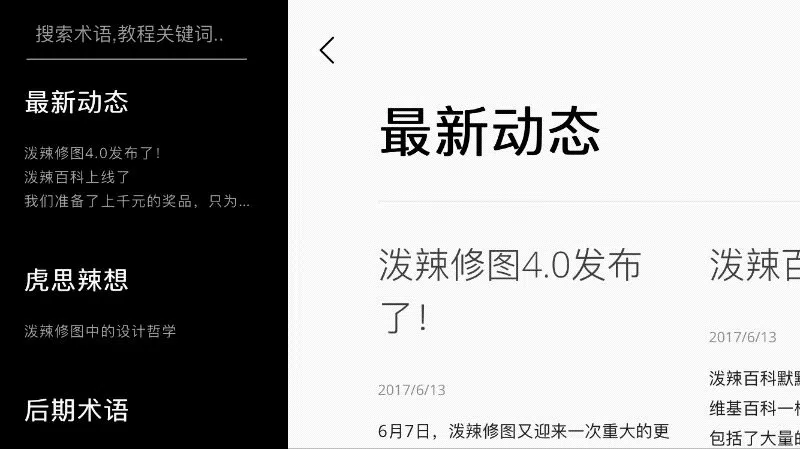 搜索术语,教程关键词..
最新动态
泼辣修图4.0发布了！
泼辣百科上线了
我们准备了上千元的奖品，只为...
虎思辣想
泼辣修图中的设计哲学
后期术语
最新动态
泼辣修图4.0发布
了！
2017/6/13
6月7日，泼辣修图又迎来一次重大的更
泼辣百
2017/6/13
泼辣百科默默
维基百科一样
包括了大量的